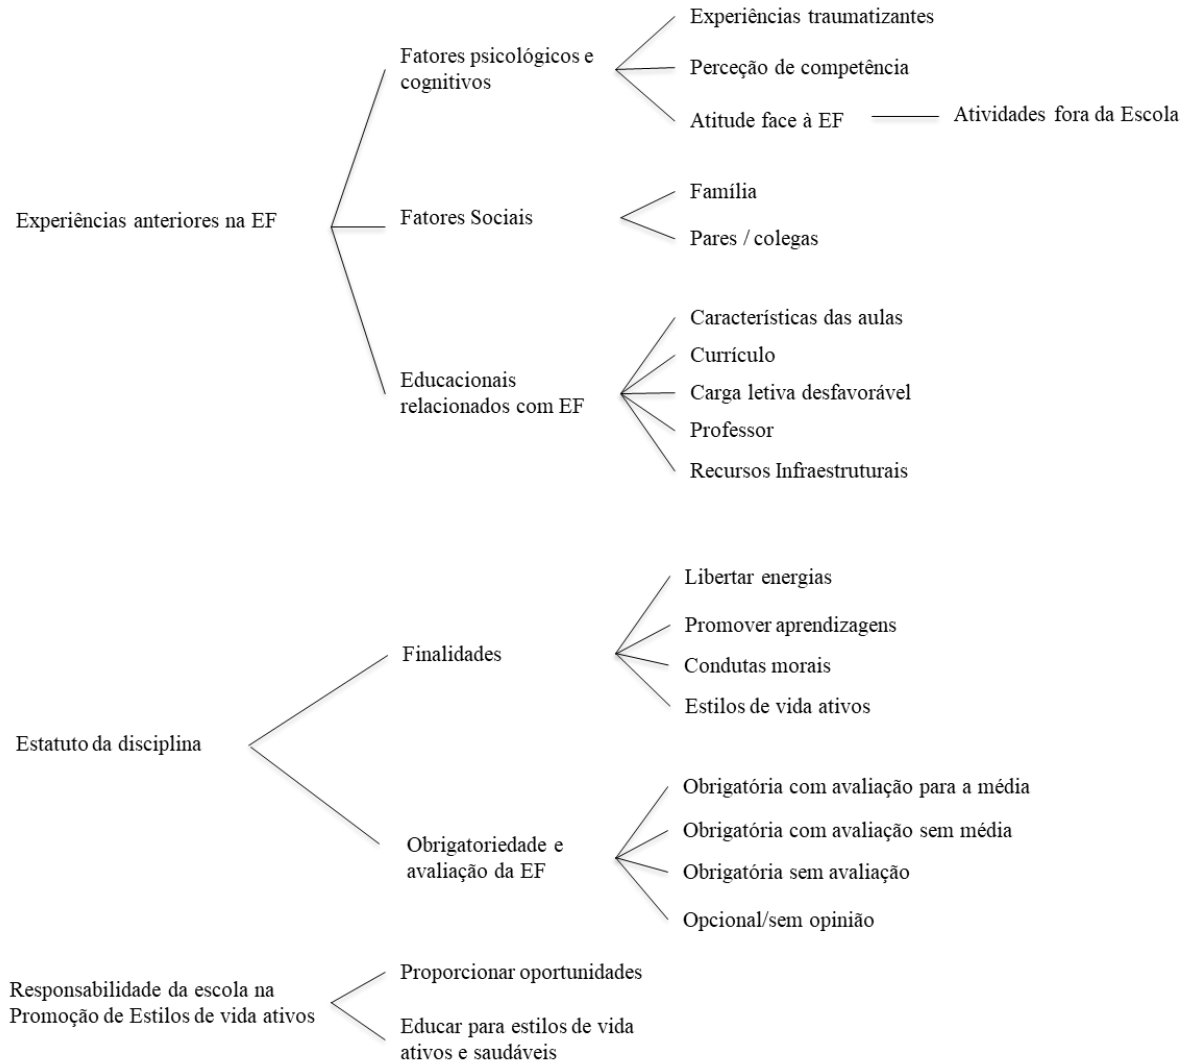 Experiências anteriores na EF
Fatores psicológicos e
cognitivos
Experiências traumatizantes
Perceção de competência
Atitude face à EF
Atividades fora da Escola
Fatores Sociais
Família
Pares / colegas
Educacionais
relacionados com EF
Características das aulas
Currículo
Carga letiva desfavorável
Professor
Recursos Infraestruturais
Estatuto da disciplina
Finalidades
Libertar energias
Promover aprendizagens
Condutas morais
Estilos de vida ativos
Obrigatoriedade e
avaliação da EF
Obrigatória com avaliação para a média
Obrigatória com avaliação sem média
Obrigatória sem avaliação
Opcional/sem opinião
Responsabilidade da escola na
Promoção de Estilos de vida ativos
Proporcionar oportunidades
Educar para estilos de vida
ativos e saudáveis